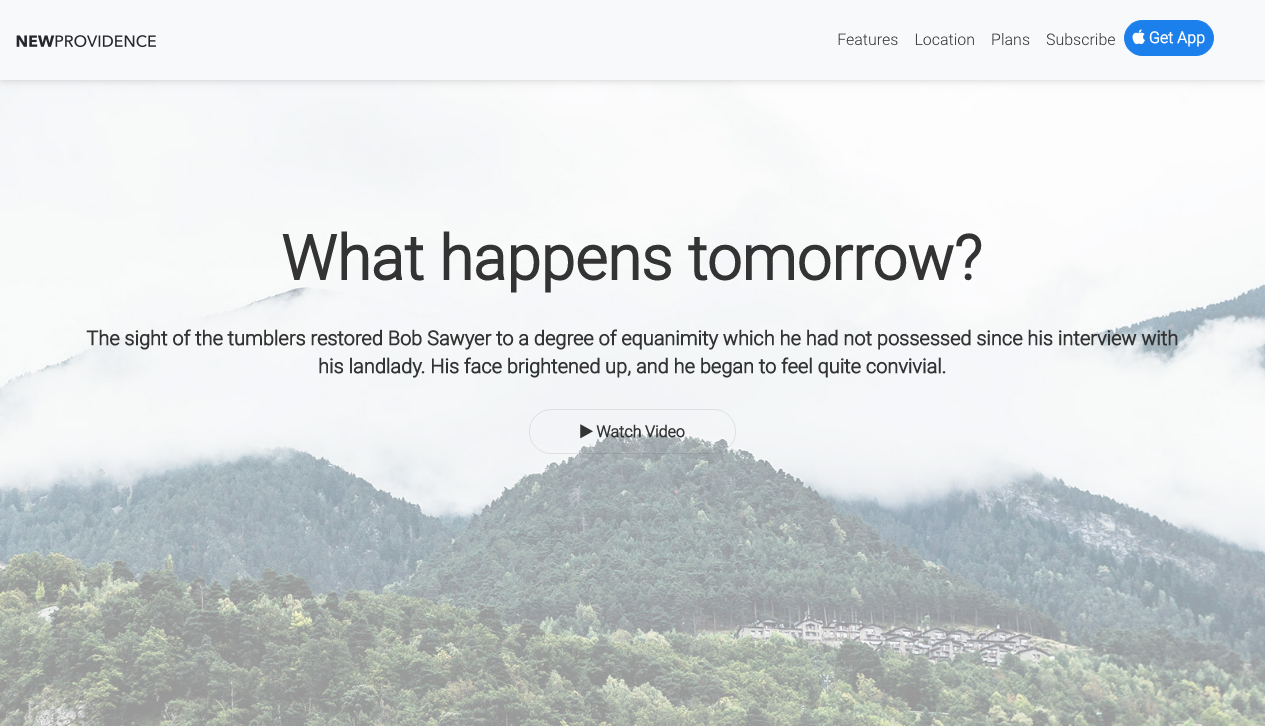 NEWPROVIDENCE
Features
Location
Plans
Subscribe
Get App
What happens tomorrow?
The sight of the tumblers restored Bob Sawyer to a degree of equanimity which he had not possessed since his interview with
his landlady. His face brightened up, and he began to feel quite convivial.
Watch Video